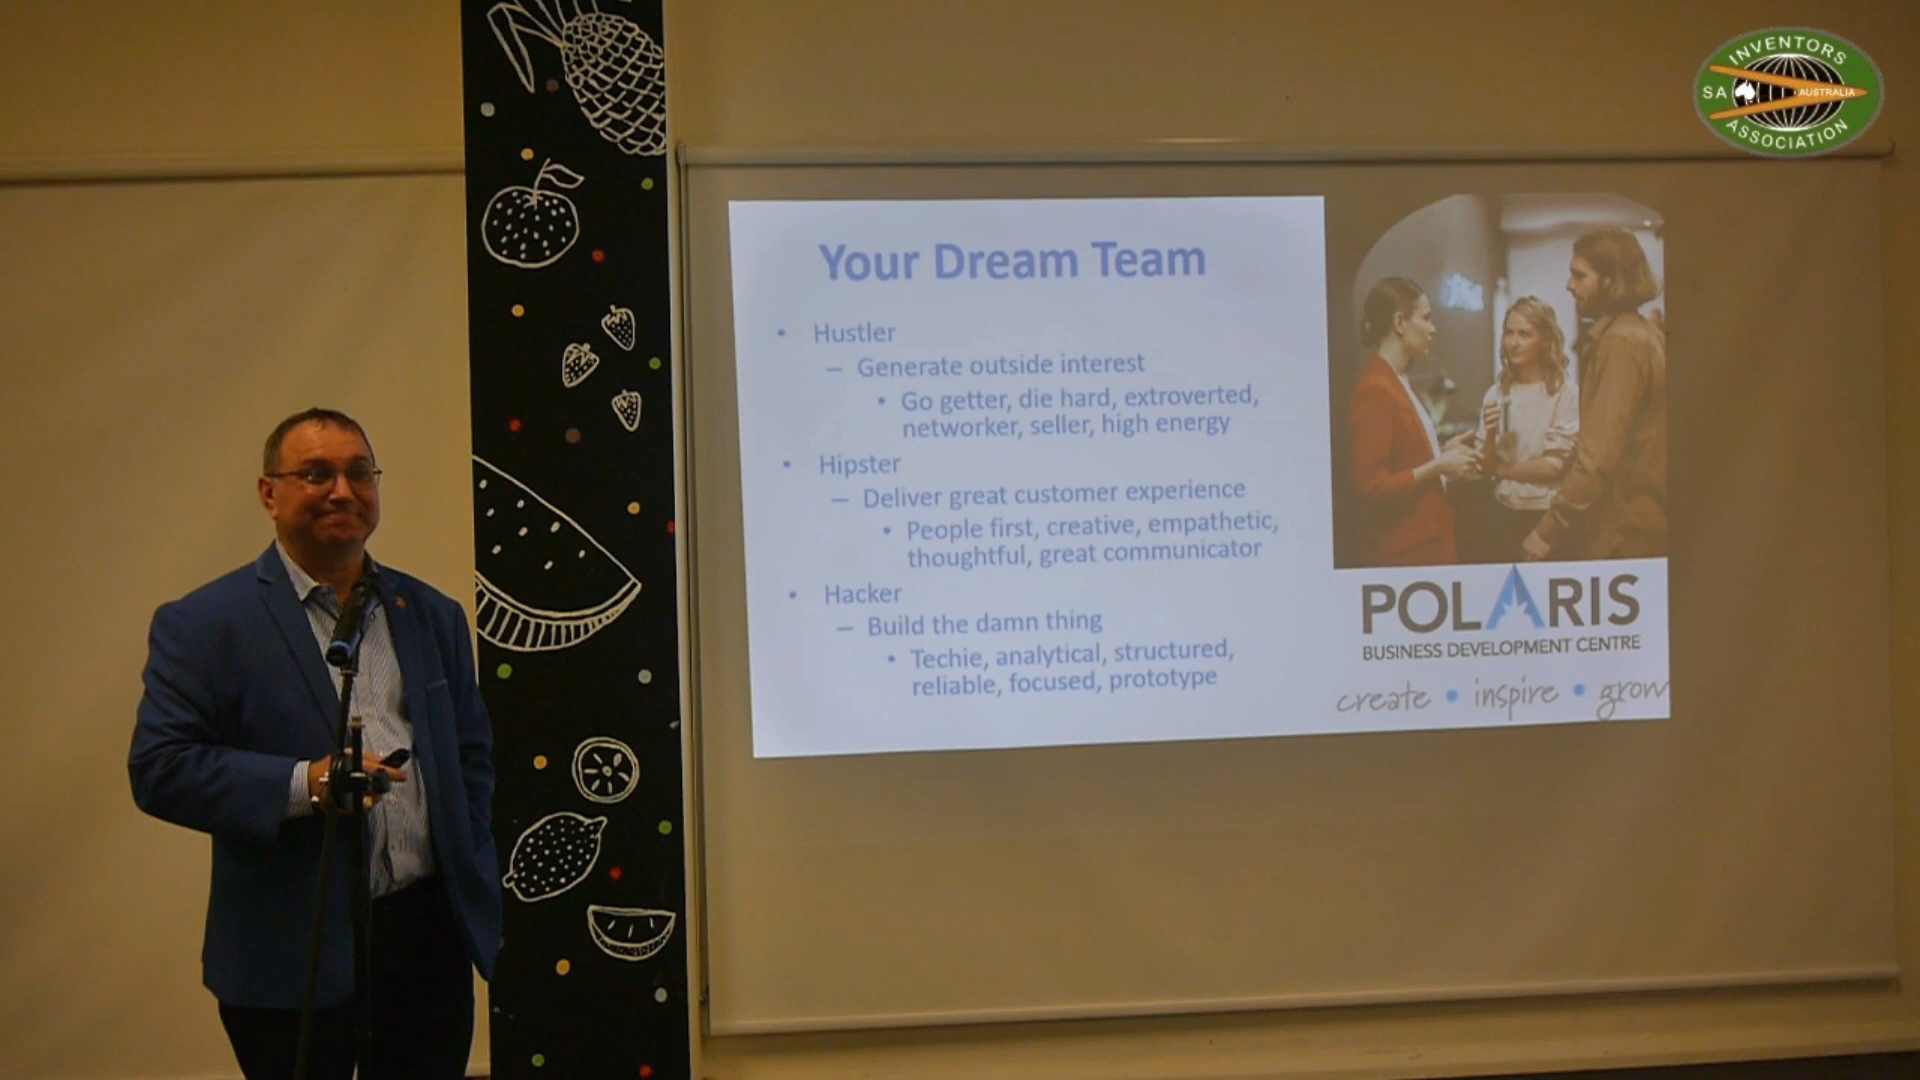 INVENTORS
SA AUSTRALIA
ASSOCIATION
Your Dream Team
• Hustler
– Generate outside interest
• Go getter, die hard, extroverted,
networker, seller, high energy
• Hipster
– Deliver great customer experience
• People first, creative, empathetic,
thoughtful, great communicator
• Hacker
– Build the damn thing
• Techie, analytical, structured,
reliable, focused, prototype
POLARIS
BUSINESS DEVELOPMENT CENTRE
create • inspire • grow